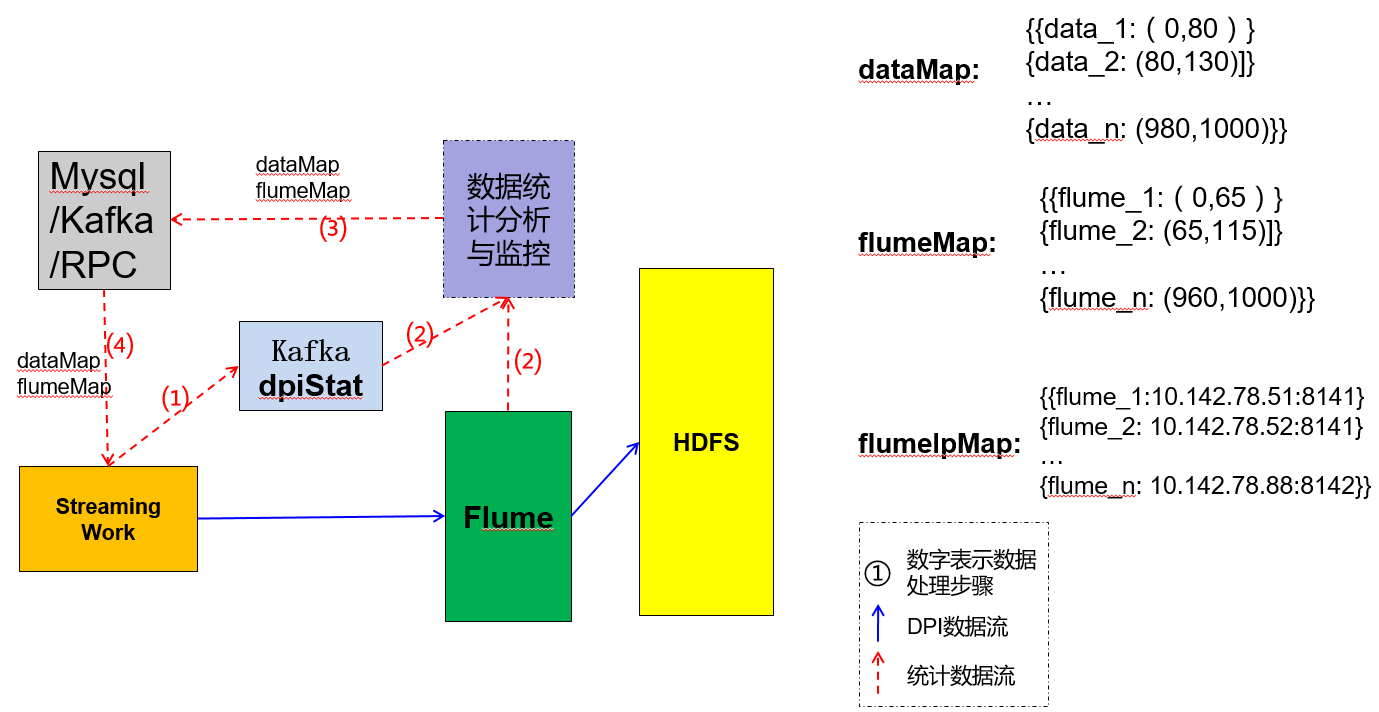 Mysql
/Kafka
/RPC
dataMap
flumeMap
(3)
数据统
计分析
与监控
(4)
dataMap
flumeMap
(1)
Kafka
dpiStat
(2)
(2)
Streaming
Work
Flume
HDFS
dataMap:
{{data_1:（0,80）}
{data_2: (80,130)]}
…
{data_n: (980,1000)}}
flumeMap:
{{flume_1:（0,65）}
{flume_2: (65,115)]}
…
{flume_n: (960,1000)}}
flumeIpMap:
{{flume_1:10.142.78.51:8141}
{flume_2: 10.142.78.52:8141}
…
{flume_n: 10.142.78.88:8142}}
① 数字表示数据
处理步骤
DPI数据流
统计数据流